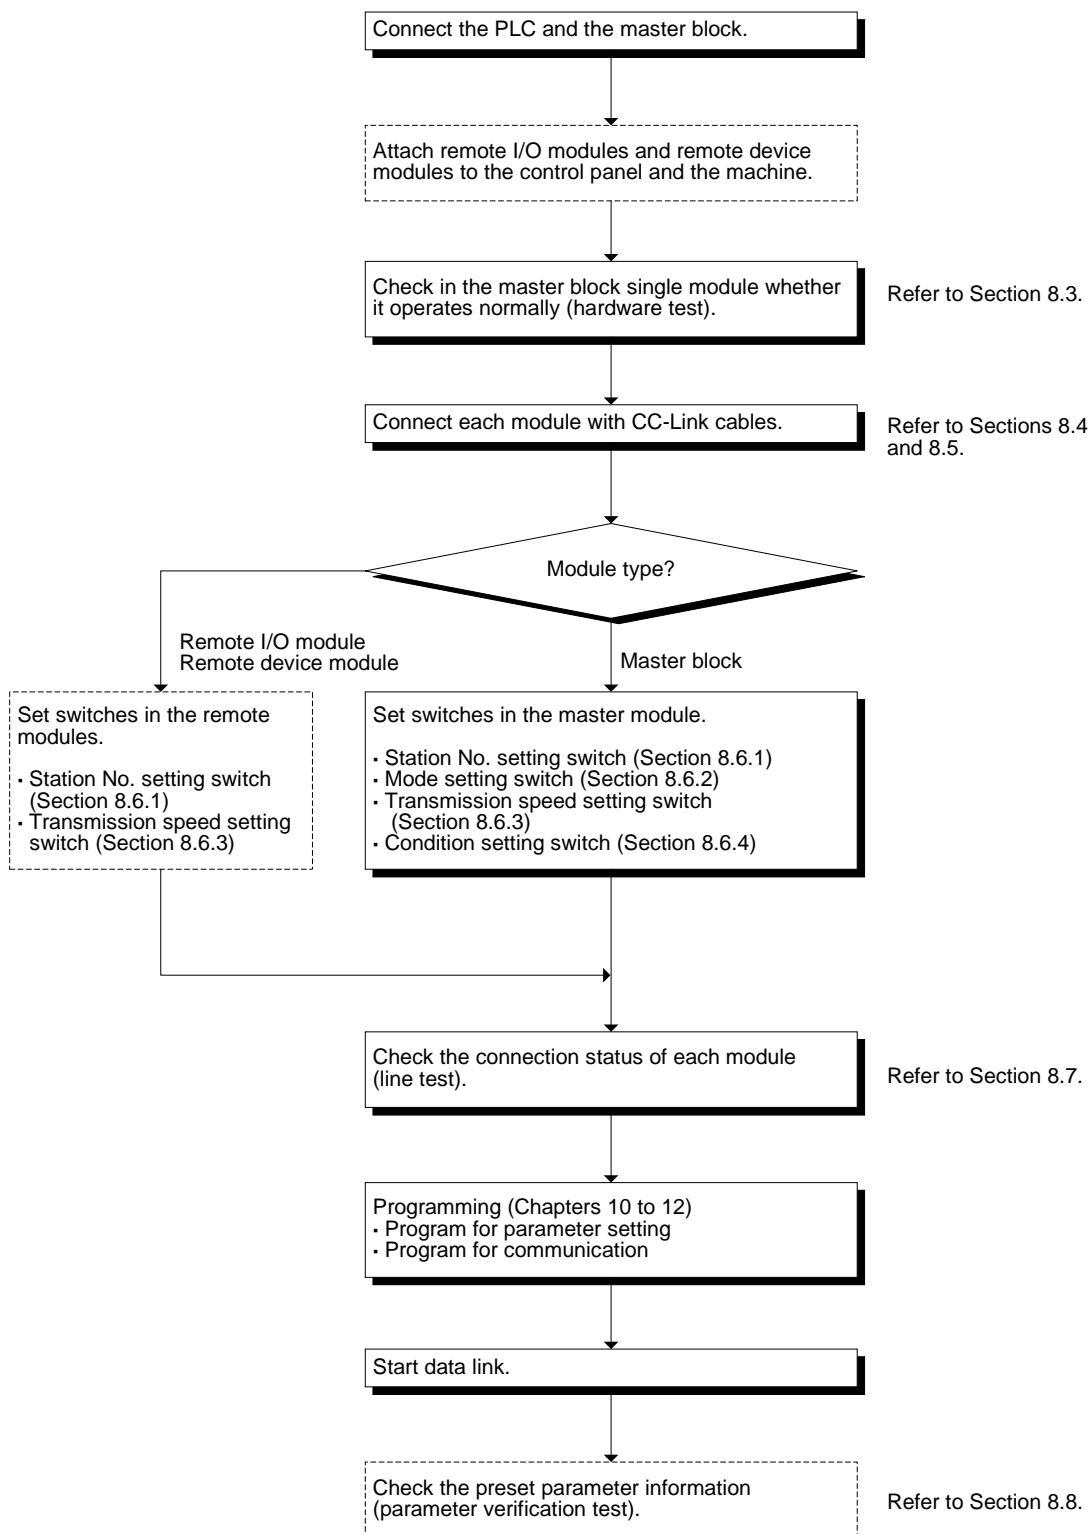 Connect the PLC and the master block.
Attach remote I/O modules and remote device
modules to the control panel and the machine.
Check in the master block single module whether
it operates normally (hardware test).
Refer to Section 8.3.
Connect each module with CC-Link cables.
Refer to Sections 8.4
and 8.5.
Module type?
Remote I/O module
Remote device module
Master block
Set switches in the remote
modules.
· Station No. setting switch
(Section 8.6.1)
· Transmission speed setting
switch (Section 8.6.3)
Set switches in the master module.
· Station No. setting switch (Section 8.6.1)
· Mode setting switch (Section 8.6.2)
· Transmission speed setting switch
(Section 8.6.3)
· Condition setting switch (Section 8.6.4)
Check the connection status of each module
(line test).
Refer to Section 8.7.
Programming (Chapters 10 to 12)
· Program for parameter setting
· Program for communication
Start data link.
Check the preset parameter information
(parameter verification test).
Refer to Section 8.8.